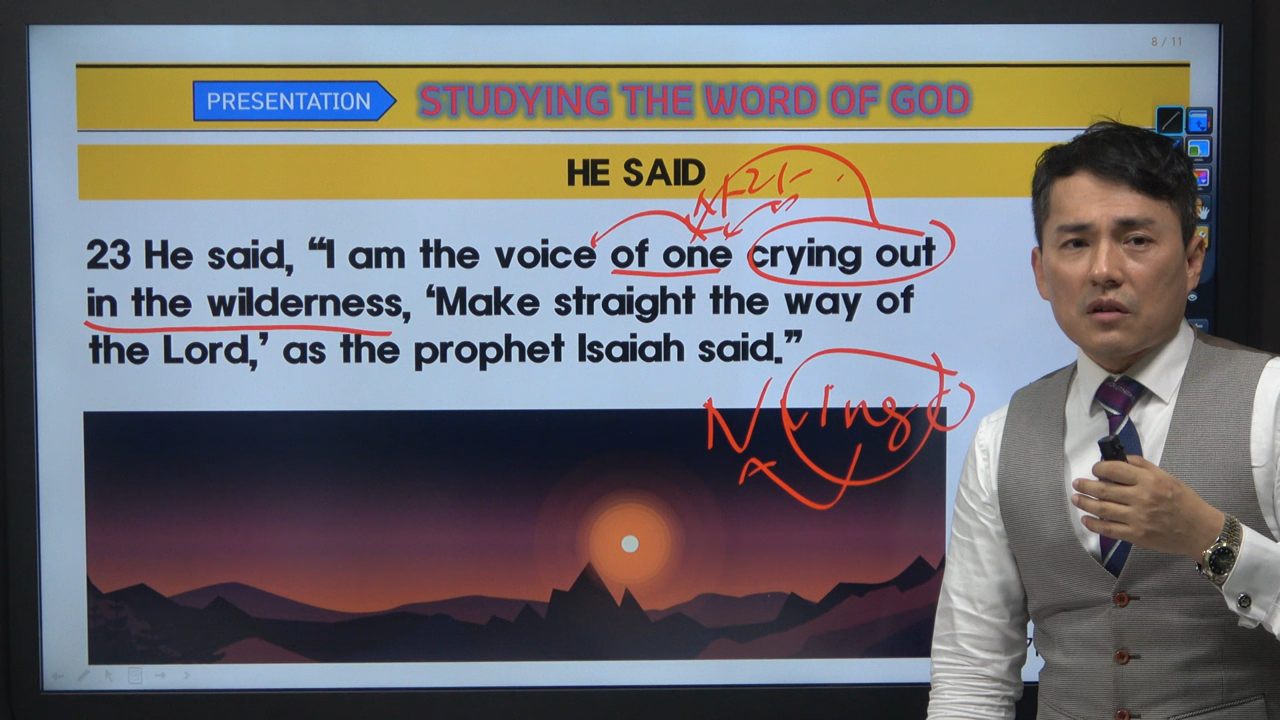 8 / 11
PRESENTATION
STUDYING THE WORD OF GOD
HE SAID
사람
23 He said, “I am the voice of one crying out
in the wilderness, ‘Make straight the way of
the Lord,’ as the prophet Isaiah said.”
N ing